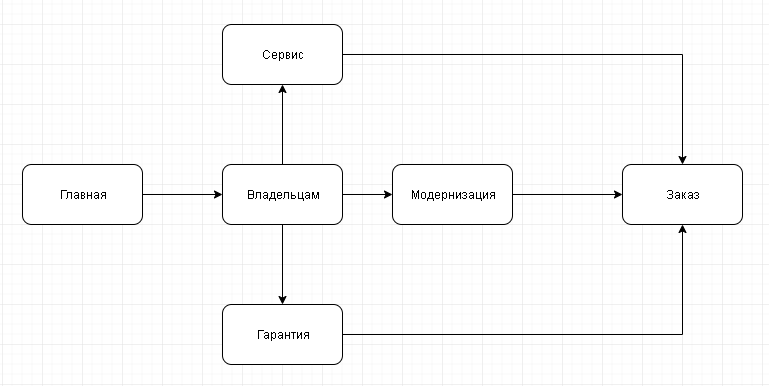 Сервис
Главная
Владельцам
Модернизация
Заказ
Гарантия